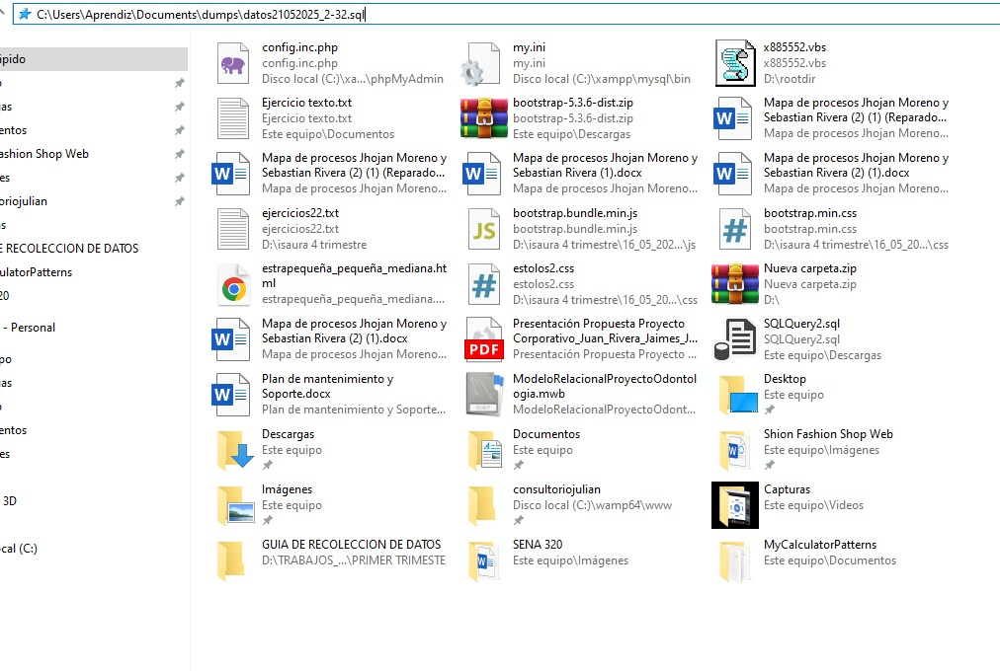 C:\Users\Aprendiz\Documents\dumps\datos21052025_2-32.sql
ápido
config.inc.php
config.inc.php
Disco local (C:)\xa...\phpMyAdmin
my.ini
my.ini
Disco local (C:)\xampp\mysql\bin
x885552.vbs
x885552.vbs
D:\rootdir
Ejercicio texto.txt
Ejercicio texto.txt
Este equipo\Documentos
bootstrap-5.3.6-dist.zip
bootstrap-5.3.6-dist.zip
Este equipo\Descargas
Mapa de procesos Jhojan Moreno y
Sebastian Rivera (2) (1) (Reparado...
Mapa de procesos Jhojan Moreno...
Mapa de procesos Jhojan Moreno y
Sebastian Rivera (2) (1) (Reparado...
Mapa de procesos Jhojan Moreno...
Mapa de procesos Jhojan Moreno y
Sebastian Rivera (1).docx
Mapa de procesos Jhojan Moreno...
Mapa de procesos Jhojan Moreno y
Sebastian Rivera (2) (1).docx
Mapa de procesos Jhojan Moreno...
ejercicios22.txt
ejercicios22.txt
D:\isaura 4 trimestre
JS
bootstrap.bundle.min.js
bootstrap.bundle.min.js
D:\isaura 4 trimestre\16_05_202...\js
#
bootstrap.min.css
bootstrap.min.css
D:\isaura 4 trimestre\16_05_20...\css
estrapequeña_pequeña_mediana.ht
ml
estrapequeña_pequeña_mediana....
#
estolos2.css
estolos2.css
D:\isaura 4 trimestre\16_05_20...\css
Nueva carpeta.zip
Nueva carpeta.zip
D:\
Mapa de procesos Jhojan Moreno y
Sebastian Rivera (2) (1).docx
Mapa de procesos Jhojan Moreno...
PDF
Presentación Propuesta Proyecto
Corporativo_Juan_Rivera_Jaimes_J...
Presentación Propuesta Proyecto ...
SQLQuery2.sql
SQLQuery2.sql
Este equipo\Descargas
Plan de mantenimiento y
Soporte.docx
Plan de mantenimiento y Soporte...
ModeloRelacionalProyectoOdontol
ogia.mwb
ModeloRelacionalProyectoOdont...
Desktop
Este equipo
Descargas
Este equipo
Documentos
Este equipo
Shion Fashion Shop Web
Este equipo\Imágenes
Imágenes
Este equipo
consultoriojulian
Disco local (C:)\wamp64\www
Capturas
Este equipo\Videos
GUIA DE RECOLECCION DE DATOS
D:\TRABAJOS_...\PRIMER TRIMESTE
SENA 320
Este equipo\Imágenes
MyCalculatorPatterns
Este equipo\Documentos
o
gas
entos
ashion Shop Web
es
oriojulian
as
E RECOLECCION DE DATOS
ulatorPatterns
20
- Personal
po
gas
o
entos
es
3D
ocal (C:)